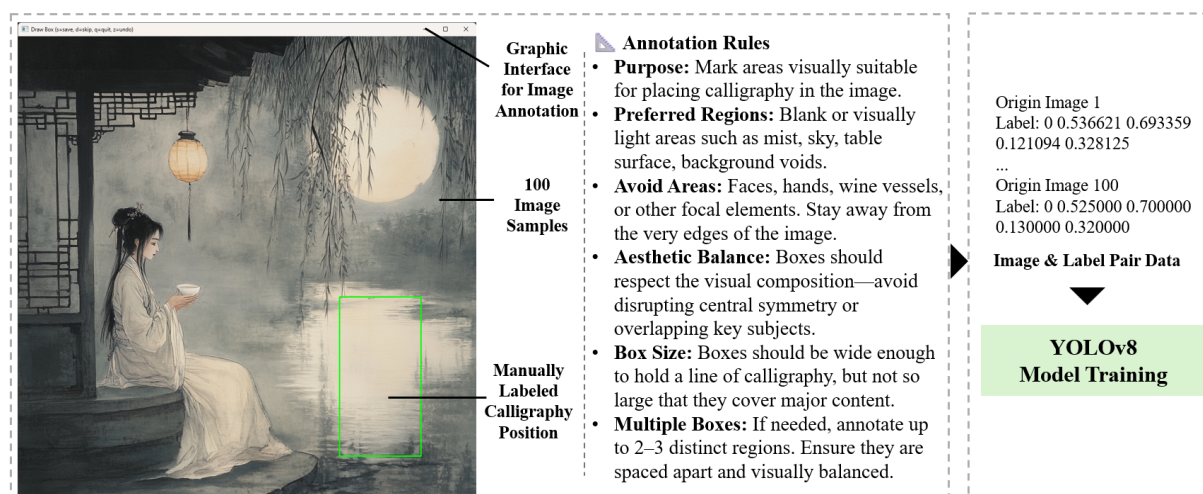 Draw Box (s=save, d=skip, q=quit, z=undo)
Graphic
Interface
for Image
Annotation
100
Image
Samples
Manually
Labeled
Calligraphy
Position
Annotation Rules
• Purpose: Mark areas visually suitable
for placing calligraphy in the image.
• Preferred Regions: Blank or visually
light areas such as mist, sky, table
surface, background voids.
• Avoid Areas: Faces, hands, wine vessels,
or other focal elements. Stay away from
the very edges of the image.
• Aesthetic Balance: Boxes should
respect the visual composition—avoid
disrupting central symmetry or
overlapping key subjects.
• Box Size: Boxes should be wide enough
to hold a line of calligraphy, but not so
large that they cover major content.
• Multiple Boxes: If needed, annotate up
to 2–3 distinct regions. Ensure they are
spaced apart and visually balanced.
Origin Image 1
Label: 0 0.536621 0.693359
0.121094 0.328125
...
Origin Image 100
Label: 0 0.525000 0.700000
0.130000 0.320000
Image & Label Pair Data
YOLOv8
Model Training